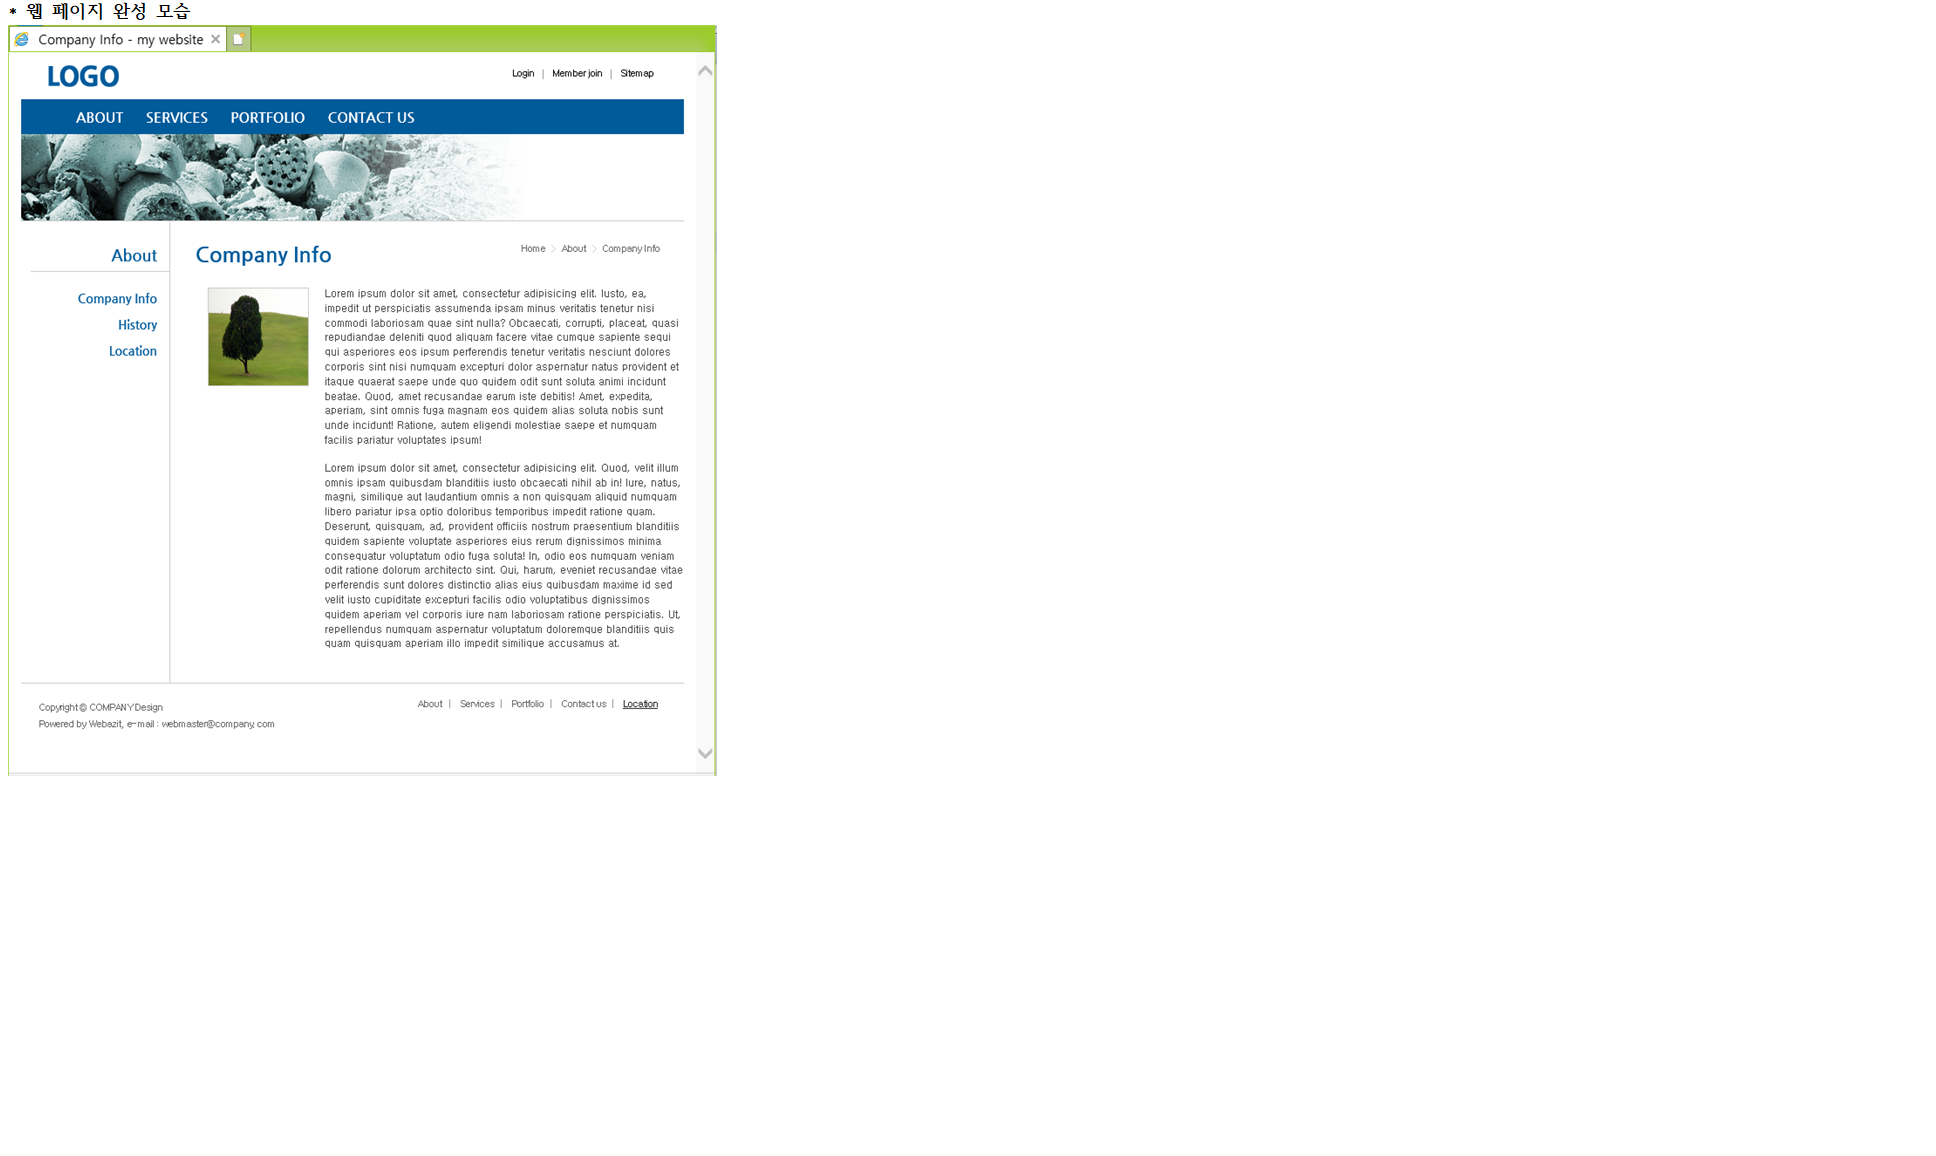 * 웹 페이지 완성 모습
Company Info - my website
LOGO
Login | Member join | Sitemap
ABOUT SERVICES PORTFOLIO CONTACT US
About
Company Info
History
Location
Company Info
Home > About > Company Info
Lorem ipsum dolor sit amet, consectetur adipisicing elit. Iusto, ea,
impedit ut perspiciatis assumenda ipsam minus veritatis tenetur nisi
commodi laboriosam quae sint nulla? Obcaecati, corrupti, placeat, quasi
repudiandae deleniti quod aliquam facere vitae cumque sapiente sequi
qui asperiores eos ipsum perferendis tenetur veritatis nesciunt dolores
corporis sint nisi numquam excepturi dolor aspernatur natus provident et
itaque quaerat saepe unde quo quidem odit sunt soluta animi incidunt
beatae. Quod, amet recusandae earum iste debitis! Amet, expedita,
aperiam, sint omnis fuga magnam eos quidem alias soluta nobis sunt
unde incidunt! Ratione, autem eligendi molestiae saepe et numquam
facilis pariatur voluptates ipsum!
Lorem ipsum dolor sit amet, consectetur adipisicing elit. Quod, velit illum
omnis ipsam quibusdam blanditiis iusto obcaecati nihil ab in! Iure, natus,
magni, similique aut laudantium omnis a non quisquam aliquid numquam
libero pariatur ipsa optio doloribus temporibus impedit ratione quam.
Deserunt, quisquam, ad, provident officiis nostrum praesentium blanditiis
quidem sapiente voluptate asperiores eius rerum dignissimos minima
consequatur voluptatum odio fuga soluta! In, odio eos numquam veniam
odit ratione dolorum architecto sint. Qui, harum, eveniet recusandae vitae
perferendis sunt dolores distinctio alias eius quibusdam maxime id sed
velit iusto cupiditate excepturi facilis odio voluptatibus dignissimos
quidem aperiam vel corporis iure nam laboriosam ratione perspiciatis. Ut,
repellendus numquam aspernatur voluptatum doloremque blanditiis quis
quam quisquam aperiam illo impedit similique accusamus at.
Copyright © COMPANY Design
Powered by Webazit, e-mail : webmaster@company.com
About | Services | Portfolio | Contact us | Location